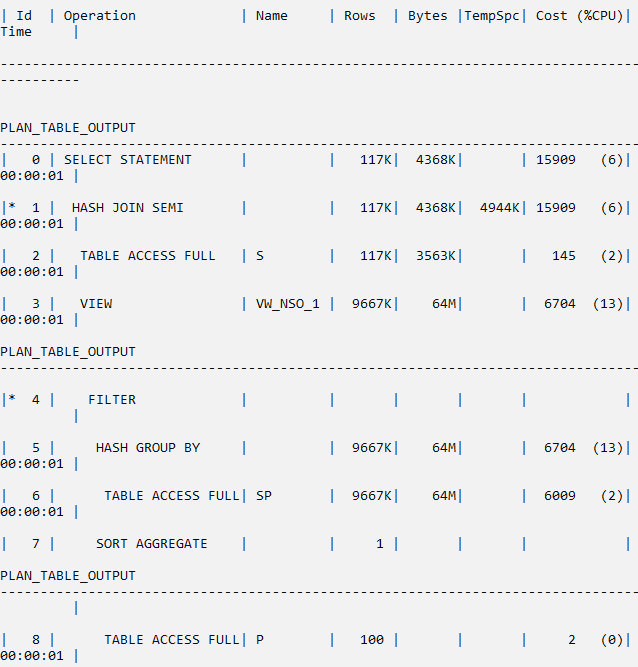 | Id  | Operation             | Name     | Rows  | Bytes |TempSpc| Cost (%CPU)|
Time     |
--------------------------------------------------------------------------------
----------
PLAN_TABLE_OUTPUT
--------------------------------------------------------------------------------
|   0 | SELECT STATEMENT      |          |   117K|  4368K|       | 15909   (6)|
00:00:01 |
|*  1 |  HASH JOIN SEMI       |          |   117K|  4368K|  4944K| 15909   (6)|
00:00:01 |
|   2 |   TABLE ACCESS FULL   | S        |   117K|  3563K|       |   145   (2)|
00:00:01 |
|   3 |   VIEW                | VW_NSO_1 |  9667K|    64M|       |  6704  (13)|
00:00:01 |
PLAN_TABLE_OUTPUT
--------------------------------------------------------------------------------
|*  4 |    FILTER             |          |       |       |       |            |
         |
|   5 |     HASH GROUP BY     |          |  9667K|    64M|       |  6704  (13)|
00:00:01 |
|   6 |      TABLE ACCESS FULL| SP       |  9667K|    64M|       |  6009   (2)|
00:00:01 |
|   7 |     SORT AGGREGATE    |          |     1 |       |       |            |
PLAN_TABLE_OUTPUT
--------------------------------------------------------------------------------
         |
|   8 |      TABLE ACCESS FULL| P        |   100 |       |       |     2   (0)|
00:00:01 |